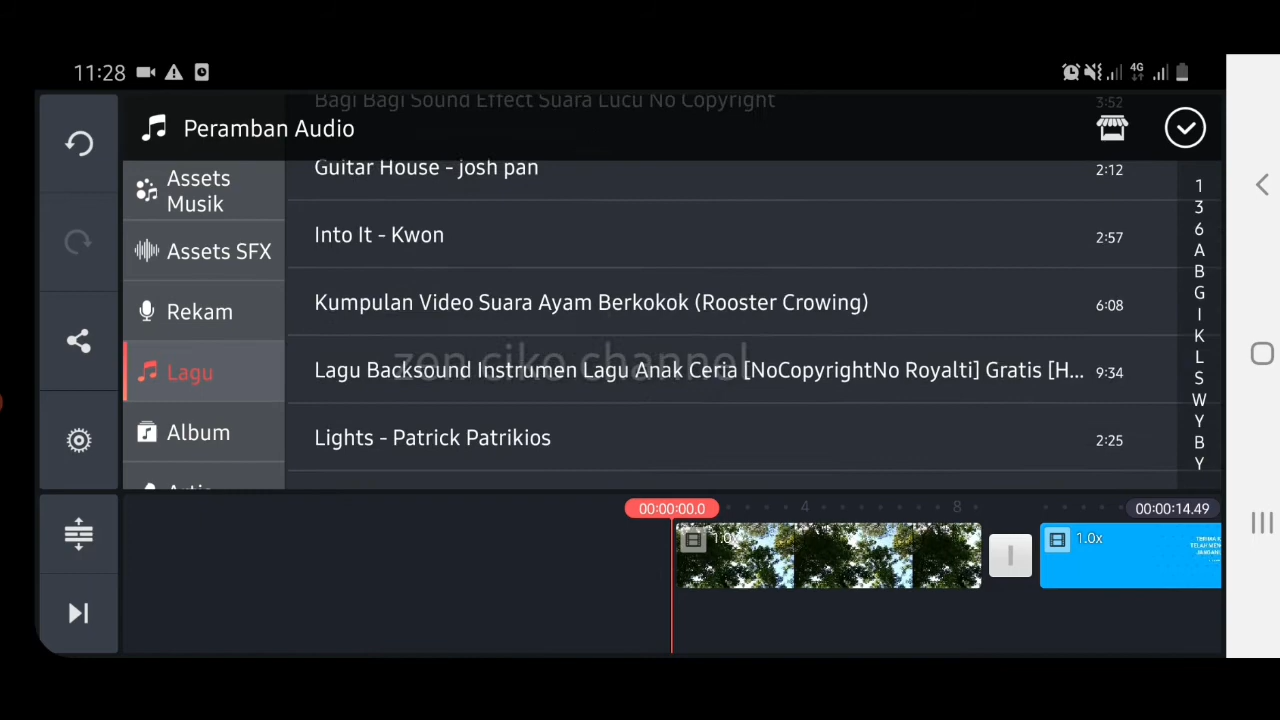 11:28
4G
Bagi Bagi Sound Effect Suara Lucu No Copyright 3:52
Peramban Audio
Assets
Musik
Assets SFX
Rekam
Lagu
Album
Artis
Guitar House - josh pan 2:12
Into It - Kwon 2:57
Kumpulan Video Suara Ayam Berkokok (Rooster Crowing) 6:08
zon ciko channel
Lagu Backsound Instrumen Lagu Anak Ceria [NoCopyrightNo Royalti] Gratis [H... 9:34
Lights - Patrick Patrikios 2:25
1
3
6
A
B
G
I
K
L
S
W
Y
B
Y
00:00:00.0
4
8
00:00:14.49
1.0x
1.0x